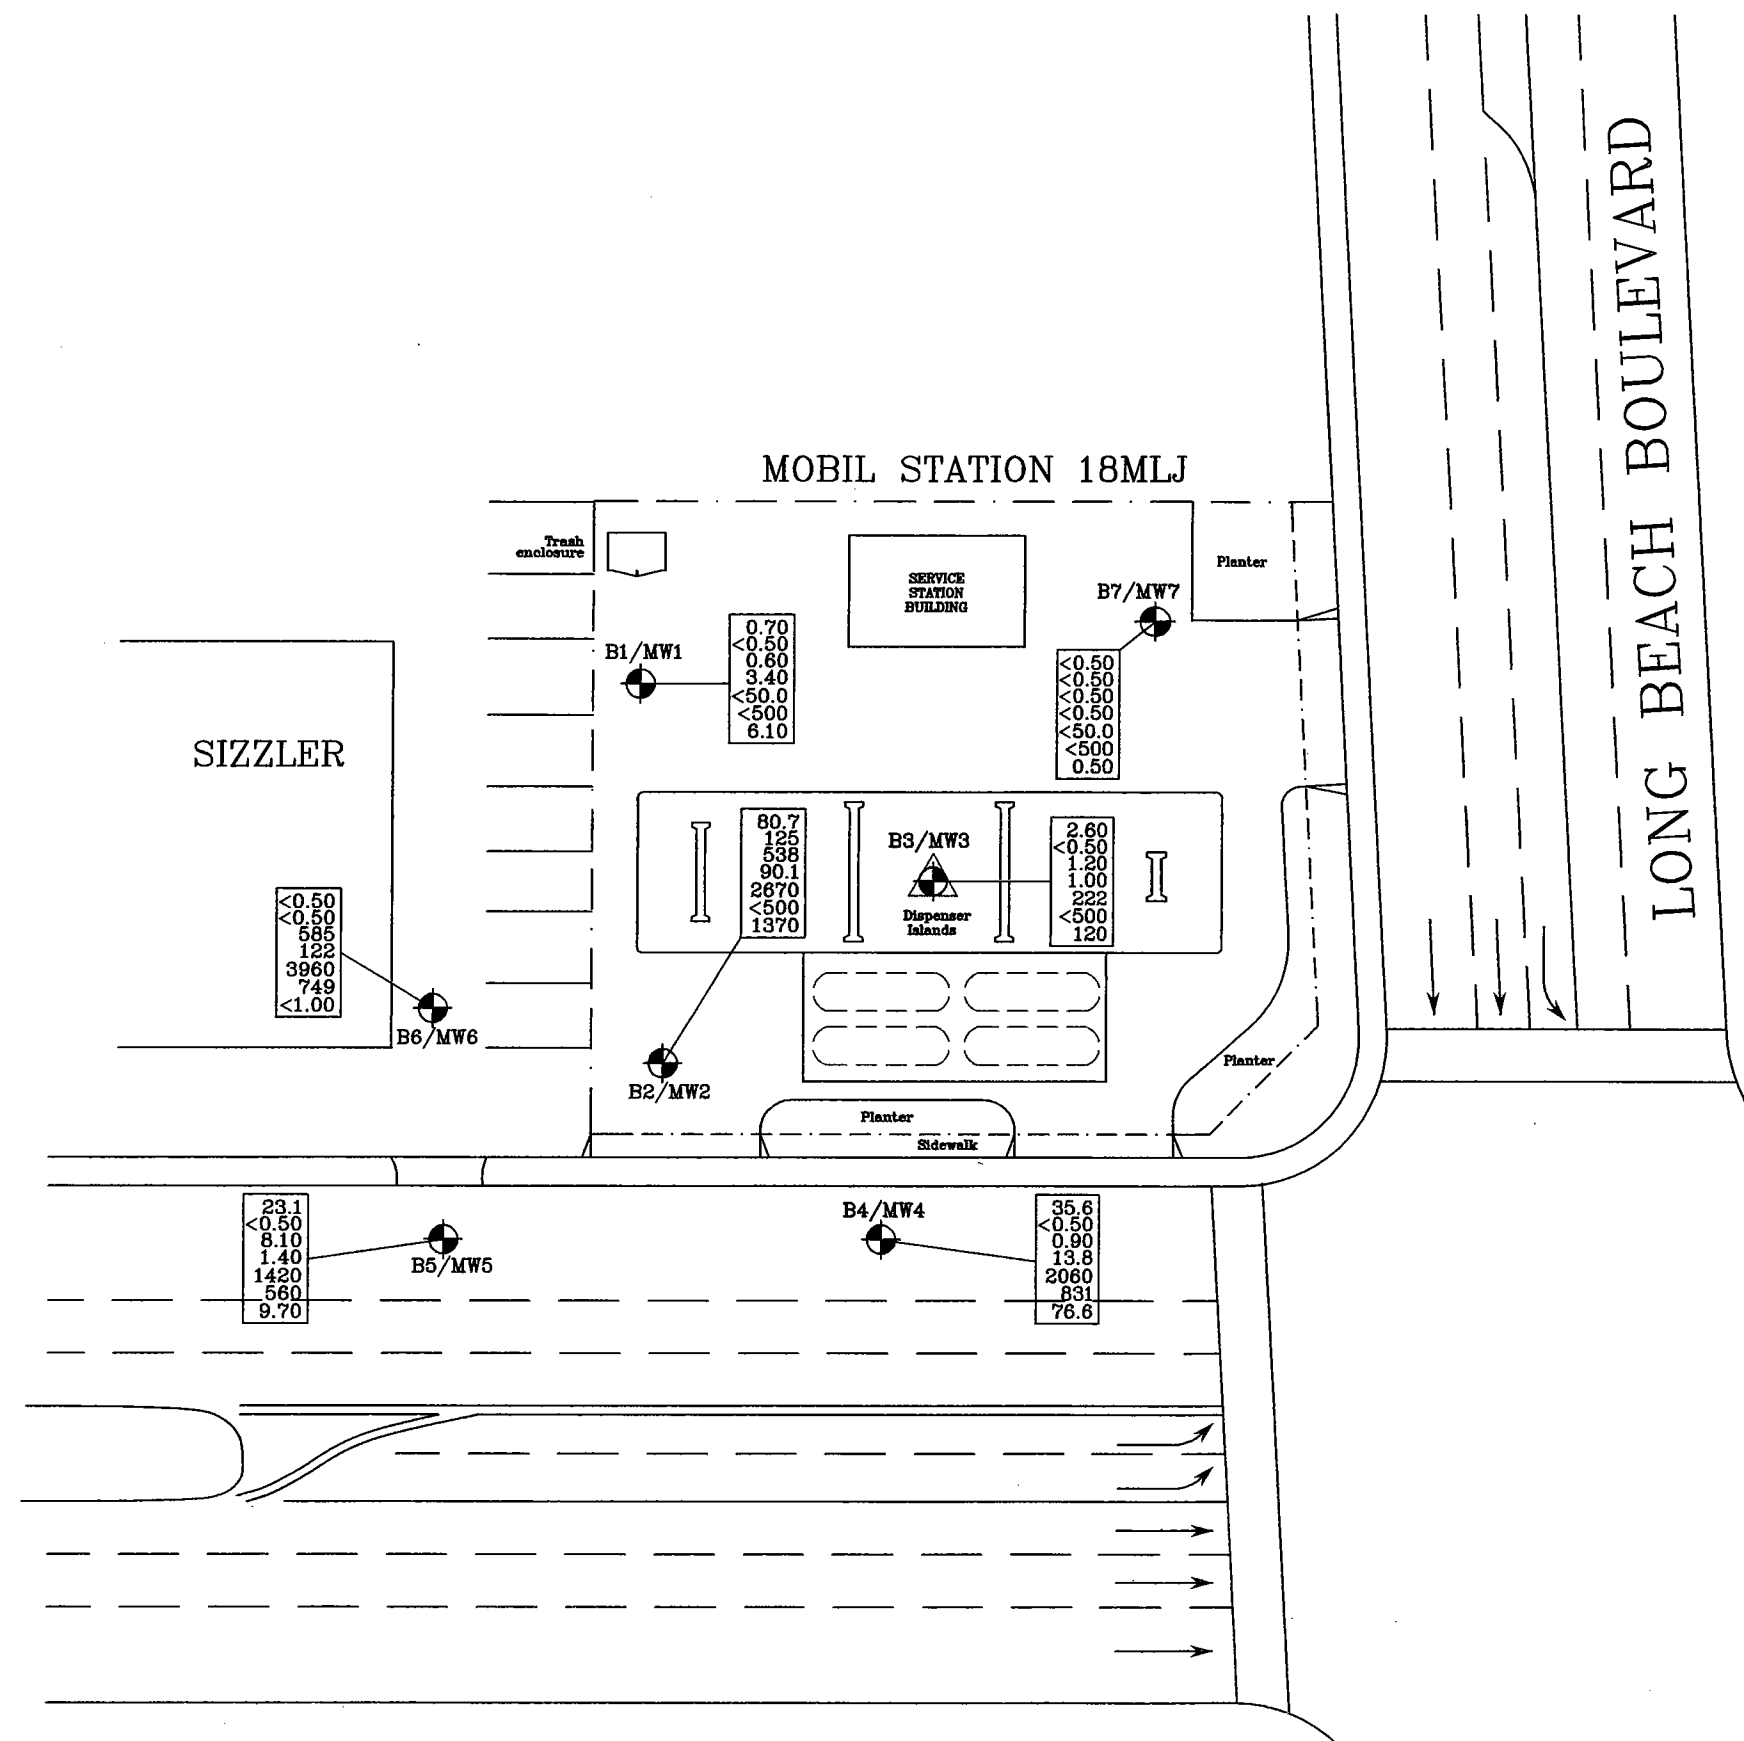 LONG BEACH BOULEVARD
MOBIL STATION 18MLJ
Trash
enclosure
SERVICE
STATION
BUILDING
Planter
B7/MW7
<0.50
<0.50
<0.50
<0.50
<50.0
<500
0.50
B1/MW1
0.70
<0.50
0.60
3.40
<50.0
<500
6.10
SIZZLER
80.7
125
538
90.1
2670
<500
1370
B3/MW3
Dispenser
Islands
2.60
<0.50
1.20
1.00
222
<500
120
<0.50
<0.50
585
122
3960
749
<1.00
B6/MW6
B2/MW2
Planter
Planter
Sidewalk
23.1
<0.50
8.10
1.40
1420
560
9.70
B5/MW5
B4/MW4
35.6
<0.50
0.90
13.8
2060
831
76.6